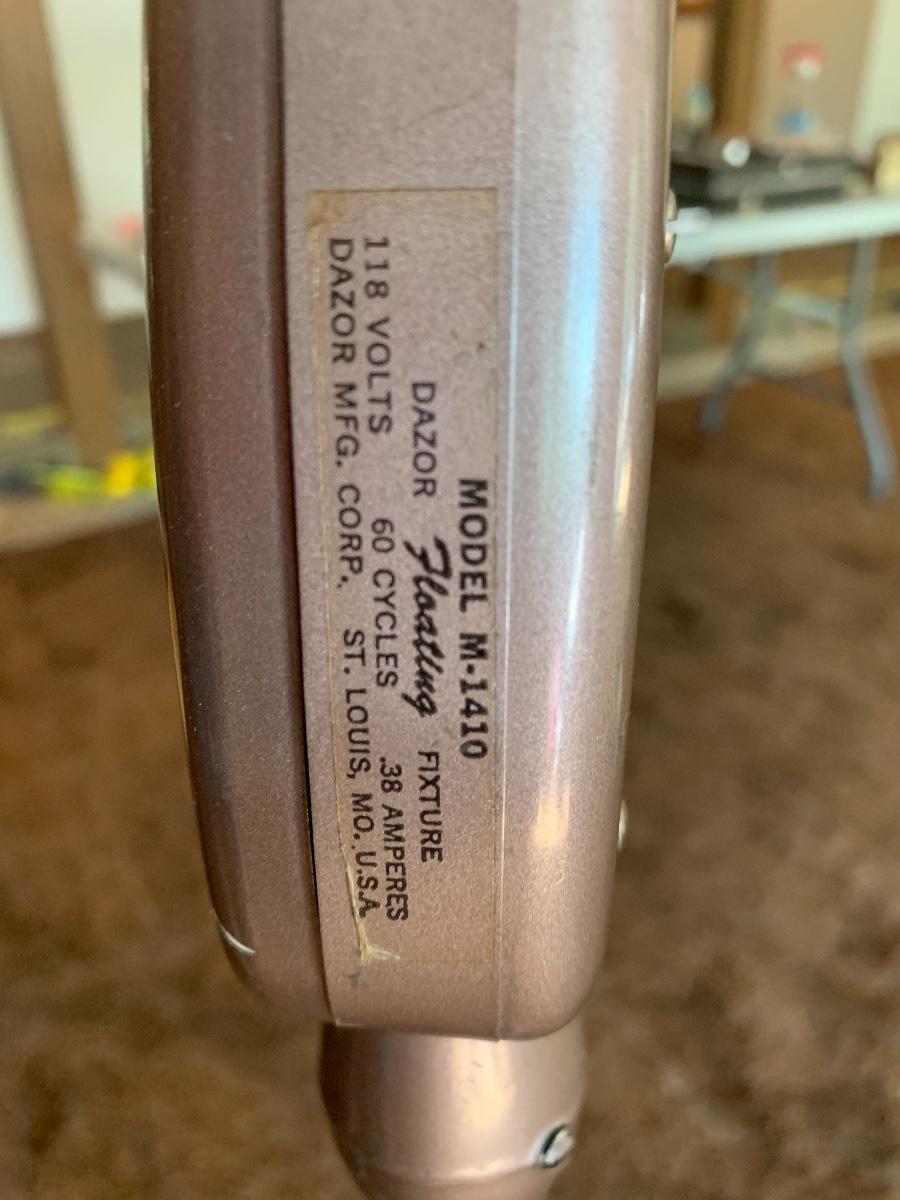 MODEL M-1410
DAZOR Floating FIXTURE
118 VOLTS 60 CYCLES .38 AMPERES
DAZOR MFG. CORP. ST. LOUIS, MO. U.S.A.